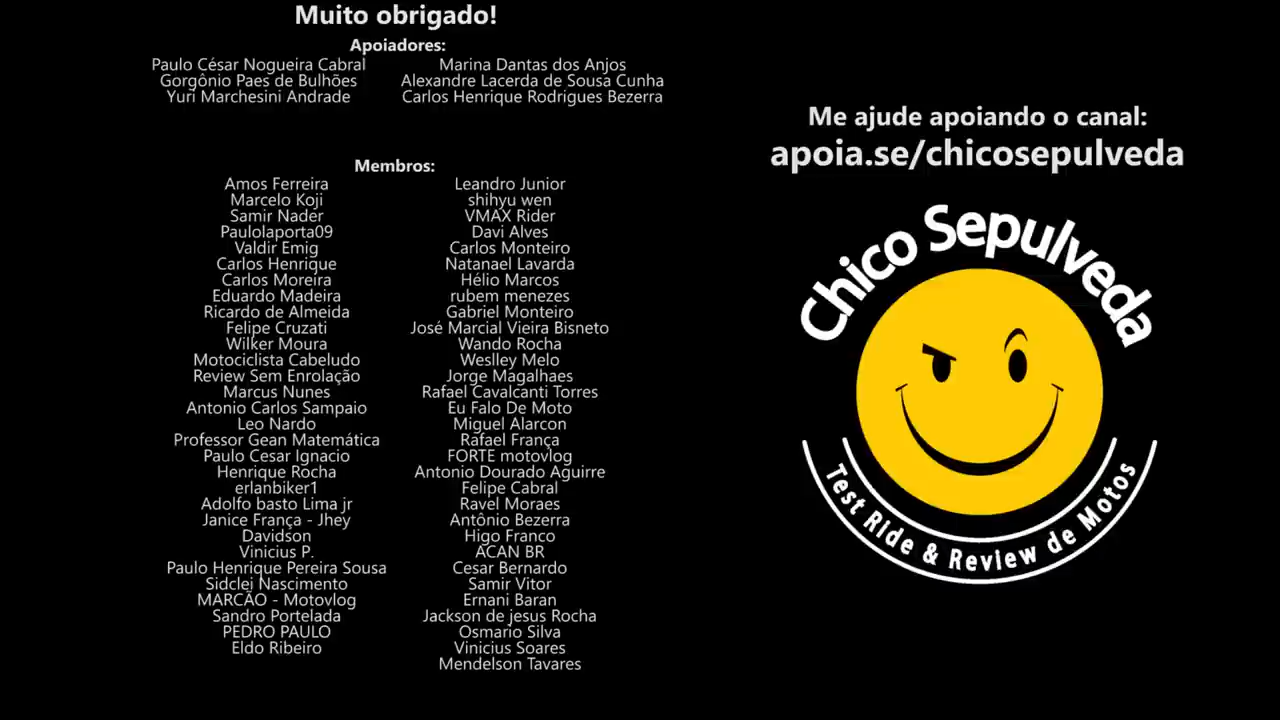 Muito obrigado!
Apoiadores:
Paulo César Nogueira Cabral
Gorgônio Paes de Bulhões
Yuri Marchesini Andrade
Marina Dantas dos Anjos
Alexandre Lacerda de Sousa Cunha
Carlos Henrique Rodrigues Bezerra
Membros:
Amos Ferreira
Marcelo Koji
Samir Nader
Paulolaporta09
Valdir Emig
Carlos Henrique
Carlos Moreira
Eduardo Madeira
Ricardo de Almeida
Felipe Cruzati
Wilker Moura
Motociclista Cabeludo
Review Sem Enrolação
Marcus Nunes
Antonio Carlos Sampaio
Leo Nardo
Professor Gean Matemática
Paulo Cesar Ignacio
Henrique Rocha
erlanbiker1
Adolfo basto Lima jr
Janice França - Jhey
Davidson
Vinicius P.
Paulo Henrique Pereira Sousa
Sidclei Nascimento
MARCÃO - Motovlog
Sandro Portelada
PEDRO PAULO
Eldo Ribeiro
Leandro Junior
shihyu wen
VMAX Rider
Davi Alves
Carlos Monteiro
Natanael Lavarda
Hélio Marcos
rubem menezes
Gabriel Monteiro
José Marcial Vieira Bisneto
Wando Rocha
Weslley Melo
Jorge Magalhaes
Rafael Cavalcanti Torres
Eu Falo De Moto
Miguel Alarcon
Rafael França
FORTE motovlog
Antonio Dourado Aguirre
Felipe Cabral
Ravel Moraes
Antônio Bezerra
Higo Franco
ACAN BR
Cesar Bernardo
Samir Vitor
Ernani Baran
Jackson de jesus Rocha
Osmario Silva
Vinicius Soares
Mendelson Tavares
Me ajude apoiando o canal:
apoia.se/chicosepulveda
Chico Sepulveda
Test Ride & Review de Motos